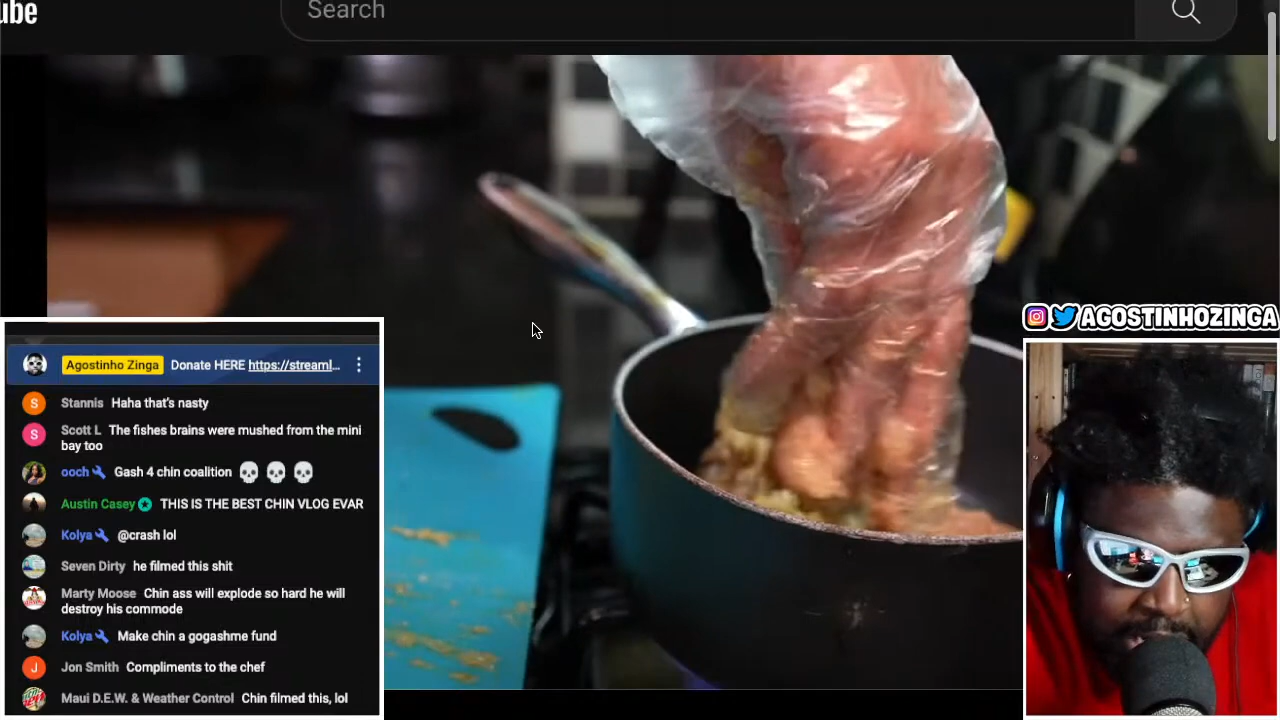 ube
Search
AGOSTINHOZINGA
Agostinho Zinga Donate HERE https://streaml...
S Stannis Haha that's nasty
S Scott L The fishes brains were mushed from the mini
bay too
ooch Gash 4 chin coalition
Austin Casey THIS IS THE BEST CHIN VLOG EVAR
Kolya @crash lol
Seven Dirty he filmed this shit
Marty Moose Chin ass will explode so hard he will
destroy his commode
Kolya Make chin a gogashme fund
J Jon Smith Compliments to the chef
Maui D.E.W. & Weather Control Chin filmed this, lol